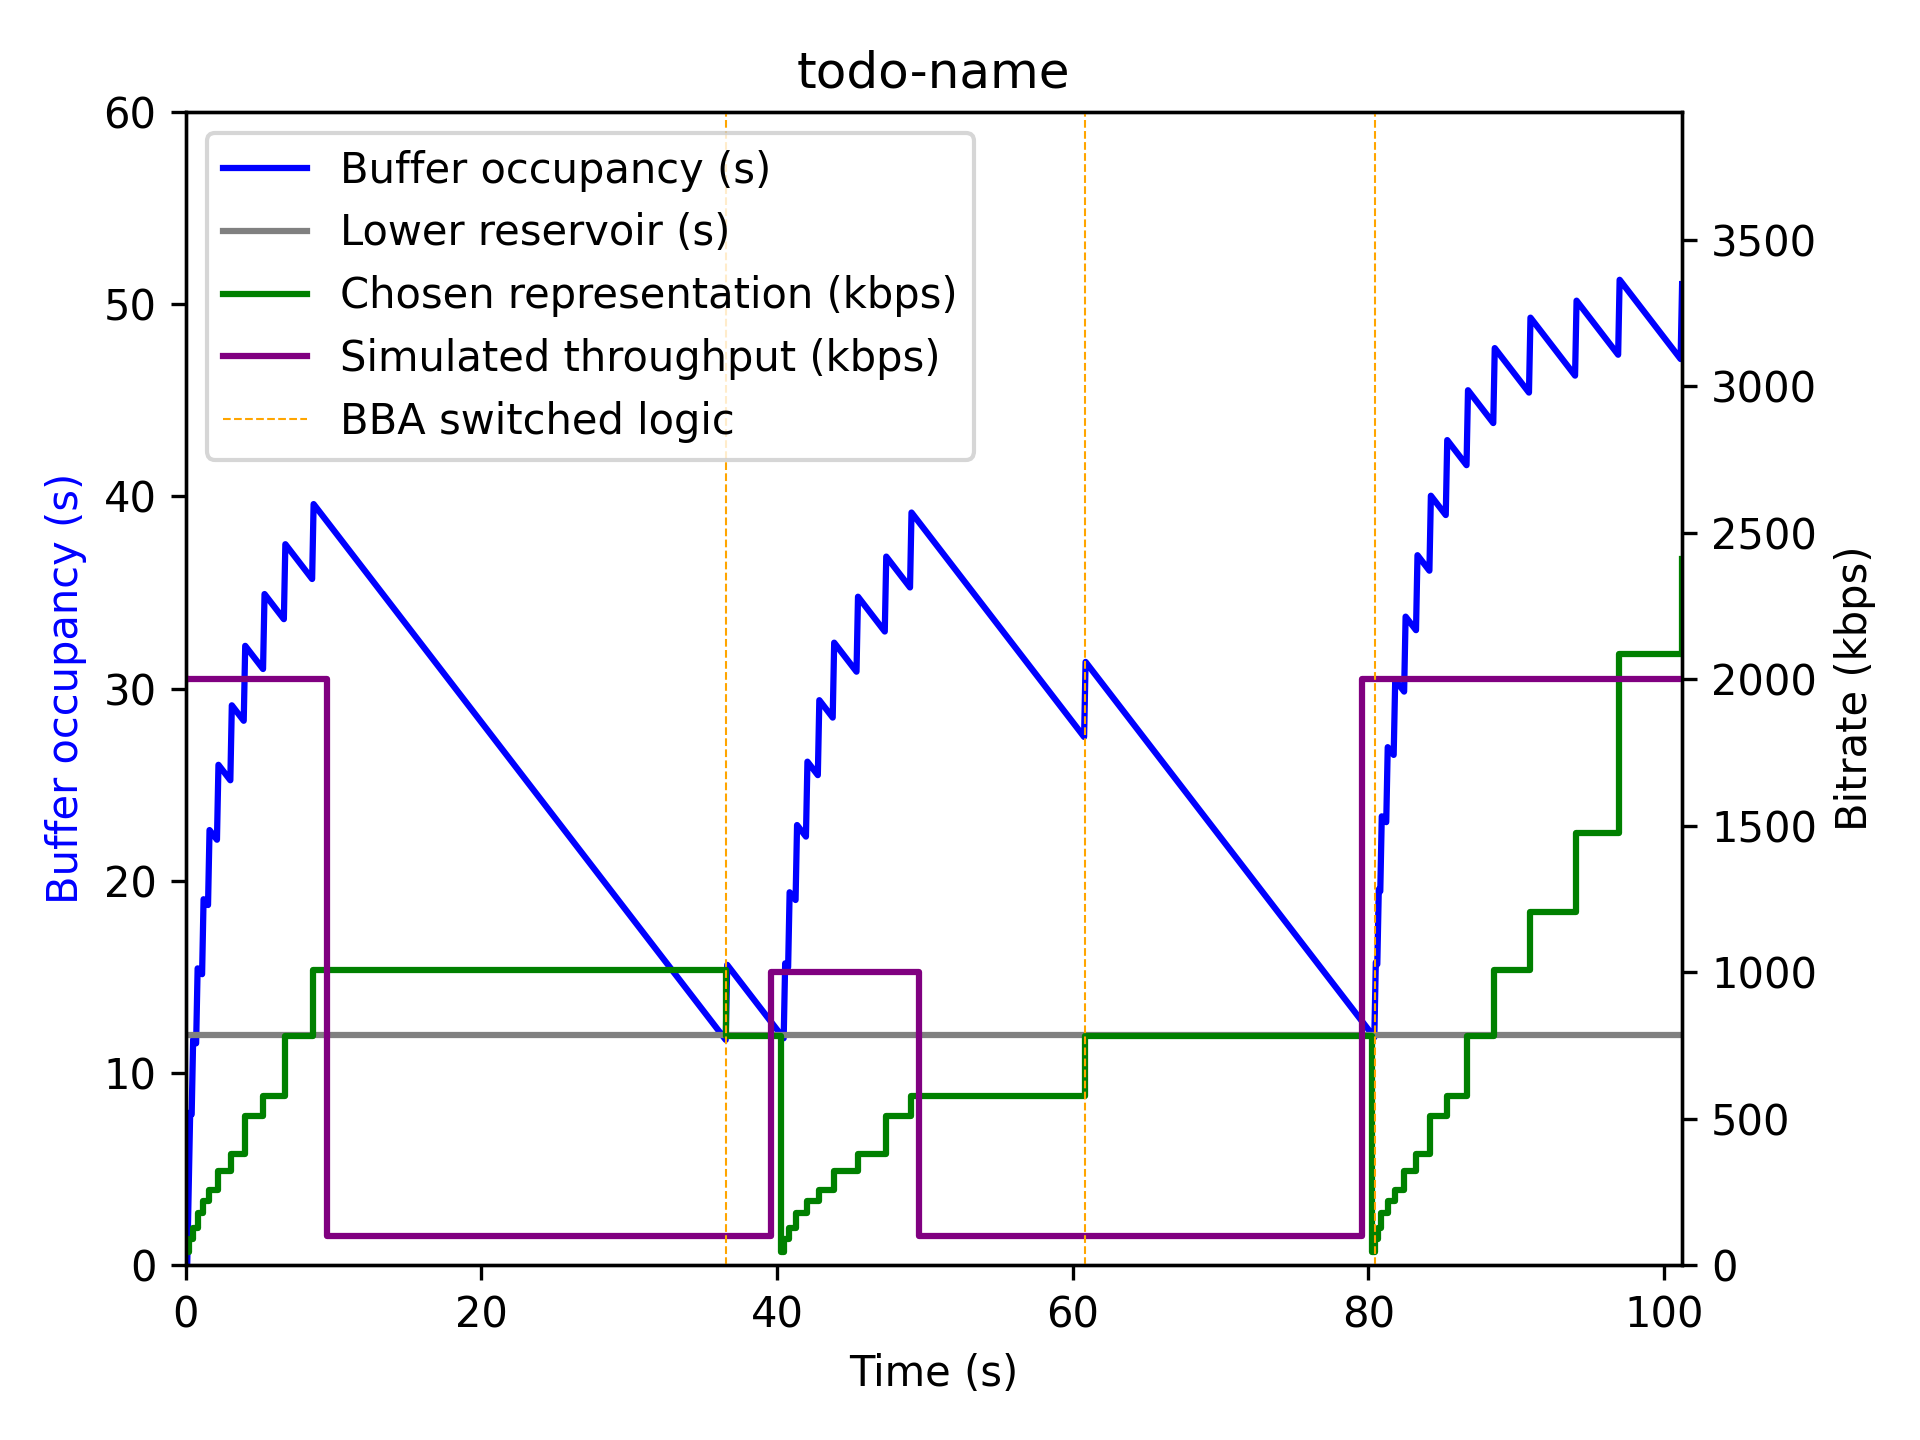 todo-name
Buffer occupancy (s)
Lower reservoir (s)
Chosen representation (kbps)
Simulated throughput (kbps)
BBA switched logic
60
50
40
30
20
10
0
Buffer occupancy (s)
3500
3000
2500
2000
1500
1000
500
0
Bitrate (kbps)
0 20 40 60 80 100
Time (s)